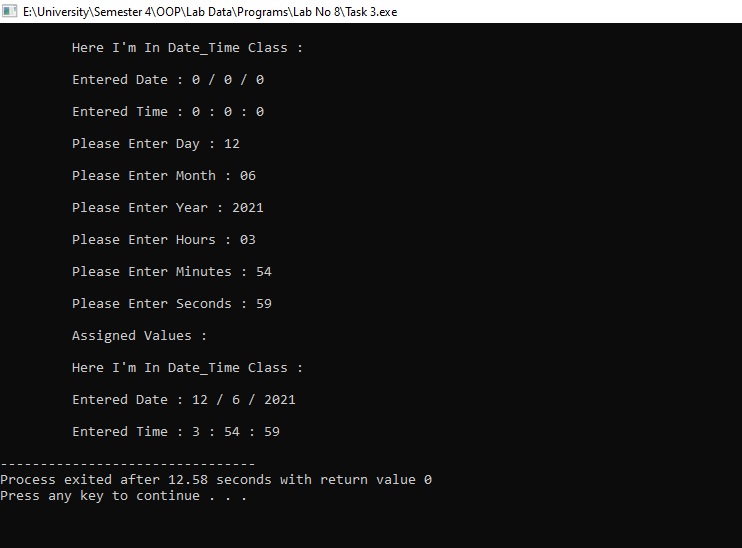 E:\University\Semester 4\OOP\Lab Data\Programs\Lab No 8\Task 3.exe
Here I'm In Date_Time Class :
Entered Date : 0 / 0 / 0
Entered Time : 0 : 0 : 0
Please Enter Day : 12
Please Enter Month : 06
Please Enter Year : 2021
Please Enter Hours : 03
Please Enter Minutes : 54
Please Enter Seconds : 59
Assigned Values :
Here I'm In Date_Time Class :
Entered Date : 12 / 6 / 2021
Entered Time : 3 : 54 : 59
--------------------------------
Process exited after 12.58 seconds with return value 0
Press any key to continue . . .